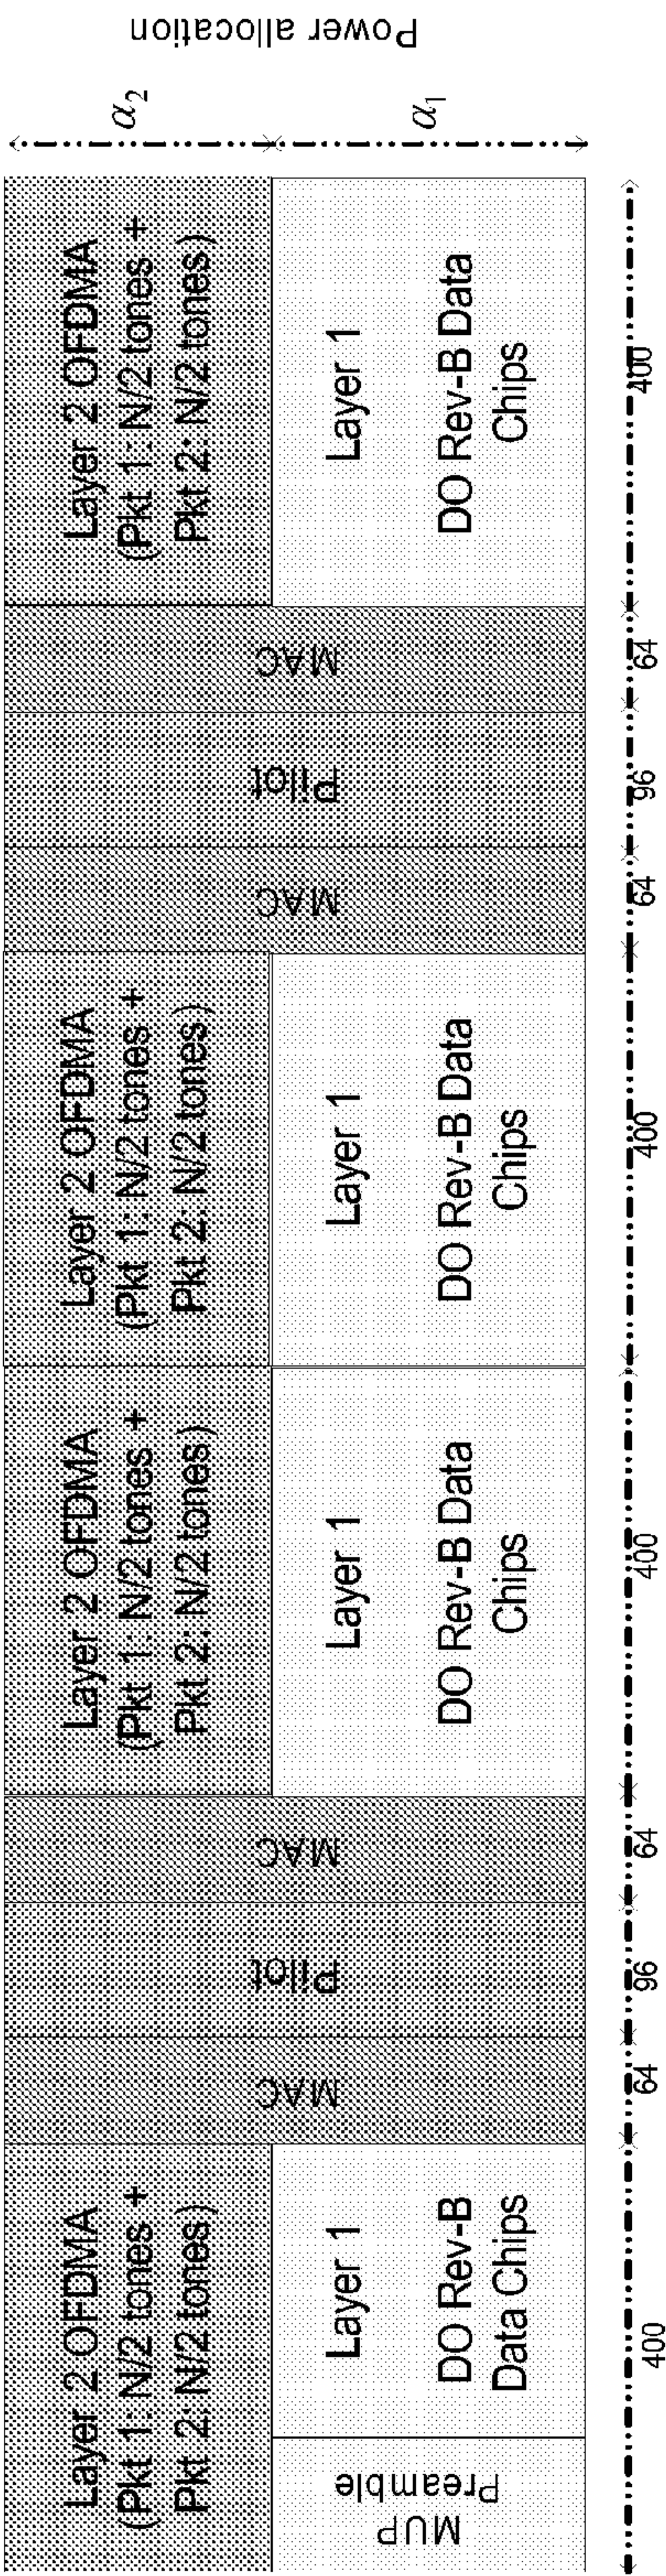 Layer 2 OFDMA
(Pkt 1: N/2 tones +
Pkt 2: N/2 tones)
MUP
Preamble
Layer 1
DO Rev-B
Data Chips
MAC
Pilot
MAC
Layer 2 OFDMA
(Pkt 1: N/2 tones +
Pkt 2: N/2 tones)
Layer 1
DO Rev-B Data
Chips
Layer 2 OFDMA
(Pkt 1: N/2 tones +
Pkt 2: N/2 tones)
Layer 1
DO Rev-B Data
Chips
MAC
Pilot
MAC
Layer 2 OFDMA
(Pkt 1: N/2 tones +
Pkt 2: N/2 tones)
Layer 1
DO Rev-B Data
Chips
α2
α1
Power allocation
400
64
96
64
400
400
64
96
64
400